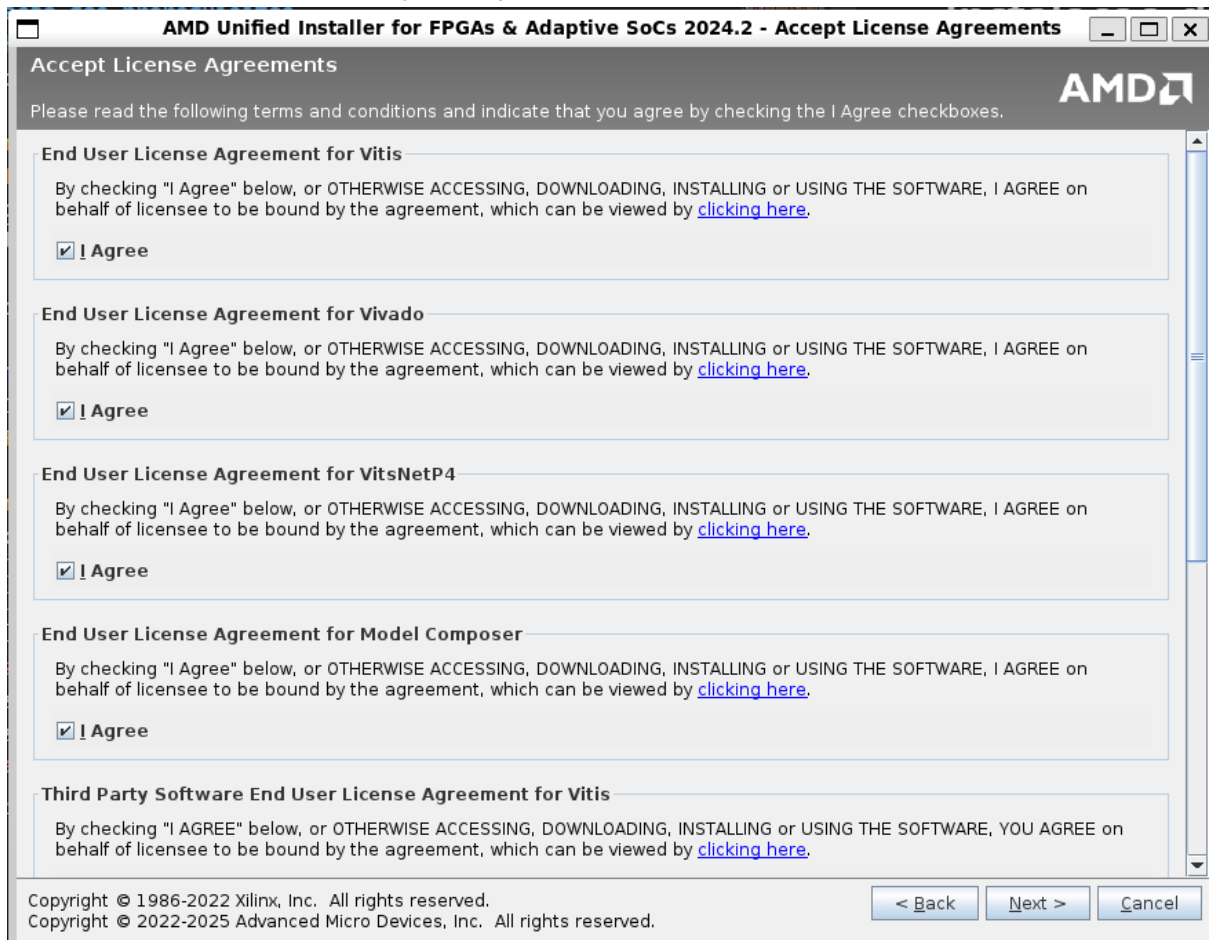 AMD Unified Installer for FPGAs & Adaptive SoCs 2024.2 - Accept License Agreements
Accept License Agreements
AMD
Please read the following terms and conditions and indicate that you agree by checking the I Agree checkboxes.
End User License Agreement for Vitis
By checking "I Agree" below, or OTHERWISE ACCESSING, DOWNLOADING, INSTALLING or USING THE SOFTWARE, I AGREE on
behalf of licensee to be bound by the agreement, which can be viewed by clicking here.
I Agree
End User License Agreement for Vivado
By checking "I Agree" below, or OTHERWISE ACCESSING, DOWNLOADING, INSTALLING or USING THE SOFTWARE, I AGREE on
behalf of licensee to be bound by the agreement, which can be viewed by clicking here.
I Agree
End User License Agreement for VitsNetP4
By checking "I Agree" below, or OTHERWISE ACCESSING, DOWNLOADING, INSTALLING or USING THE SOFTWARE, I AGREE on
behalf of licensee to be bound by the agreement, which can be viewed by clicking here.
I Agree
End User License Agreement for Model Composer
By checking "I Agree" below, or OTHERWISE ACCESSING, DOWNLOADING, INSTALLING or USING THE SOFTWARE, I AGREE on
behalf of licensee to be bound by the agreement, which can be viewed by clicking here.
I Agree
Third Party Software End User License Agreement for Vitis
By checking "I AGREE" below, or OTHERWISE ACCESSING, DOWNLOADING, INSTALLING or USING THE SOFTWARE, YOU AGREE on
behalf of licensee to be bound by the agreement, which can be viewed by clicking here.
Copyright © 1986-2022 Xilinx, Inc. All rights reserved.
Copyright © 2022-2025 Advanced Micro Devices, Inc. All rights reserved.
< Back Next > Cancel